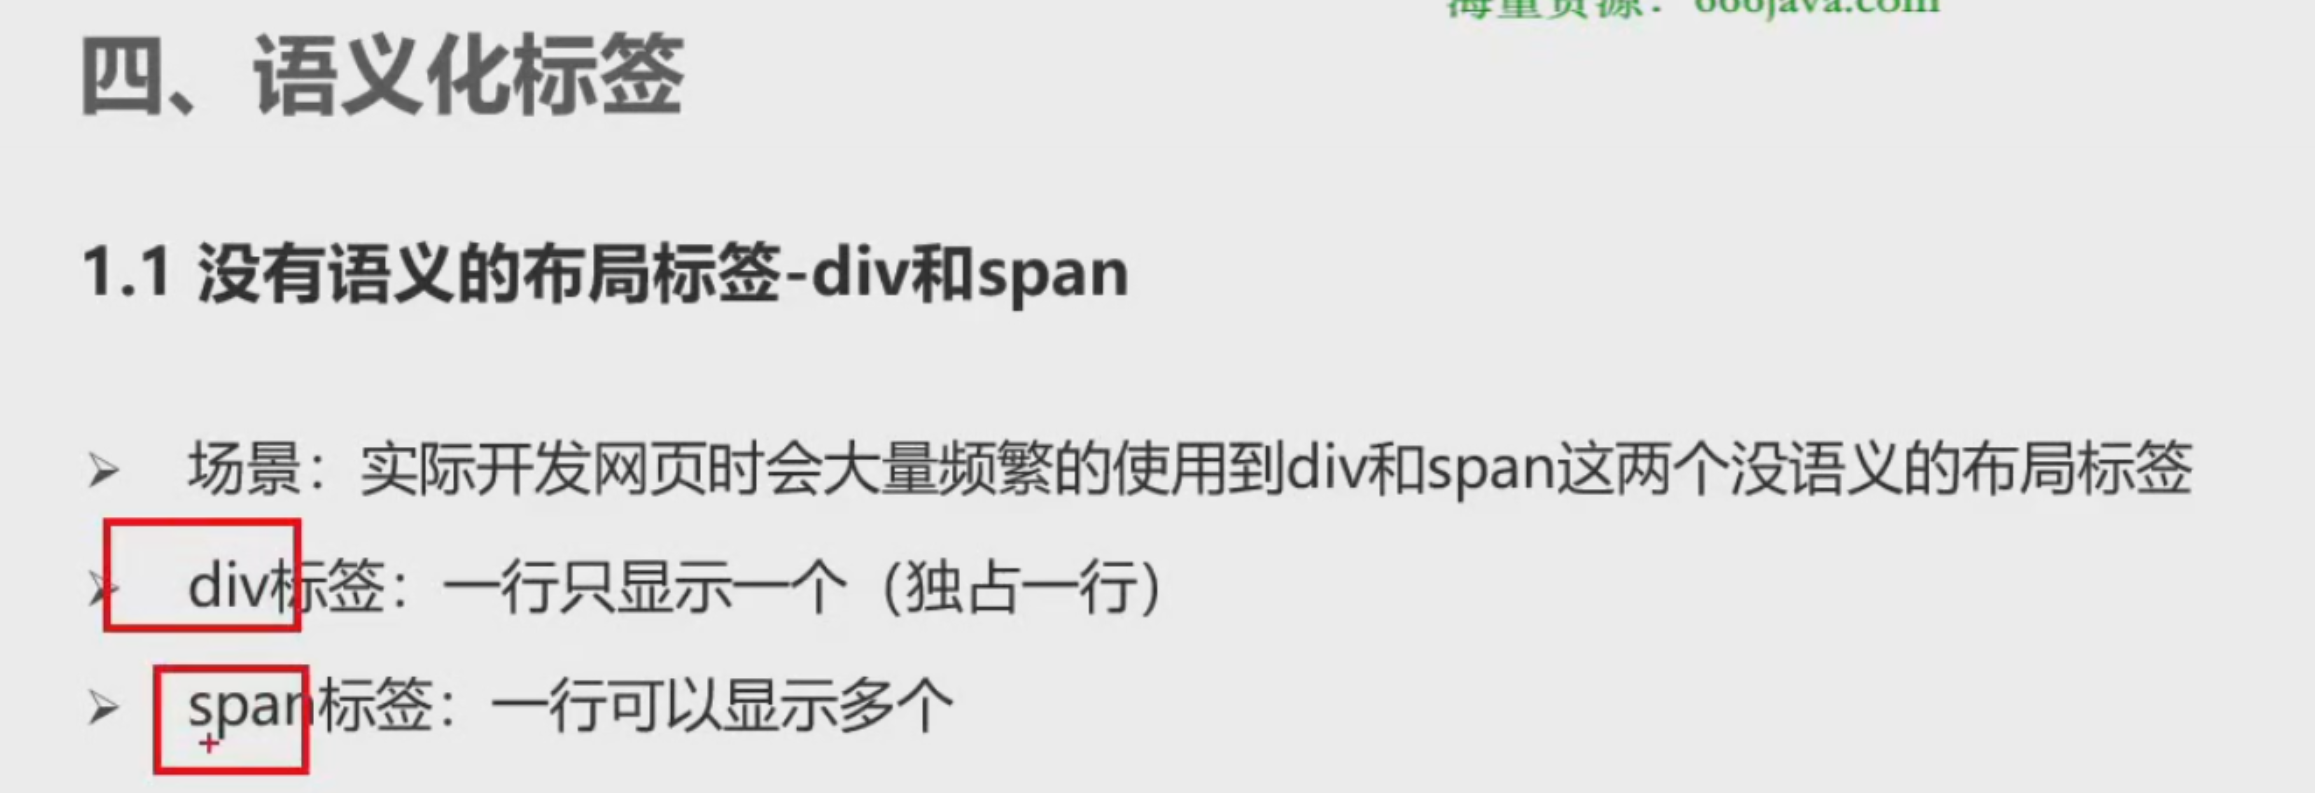 海量资源：666java.com
四、语义化标签
1.1 没有语义的布局标签-div和span
➢ 场景：实际开发网页时会大量频繁的使用到div和span这两个没语义的布局标签
➢ div标签：一行只显示一个（独占一行）
➢ span标签：一行可以显示多个